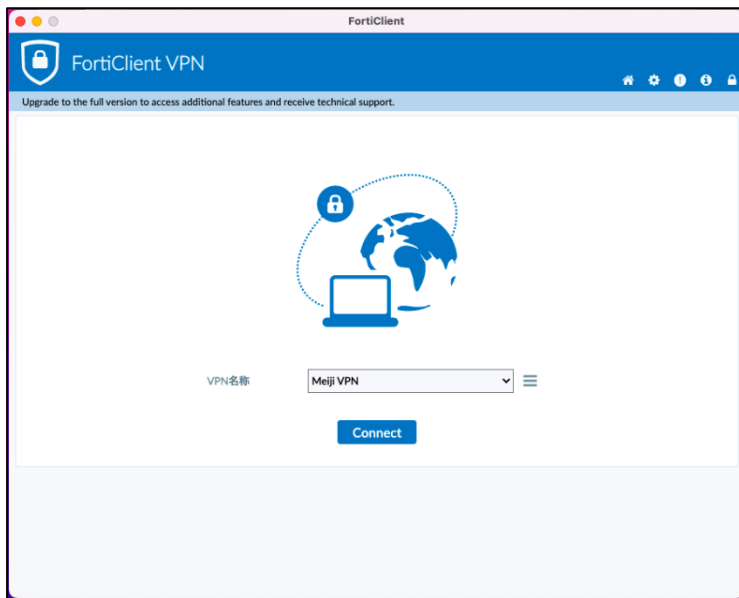 FortiClient
FortiClient VPN
Upgrade to the full version to access additional features and receive technical support.
VPN名称
Meiji VPN
Connect